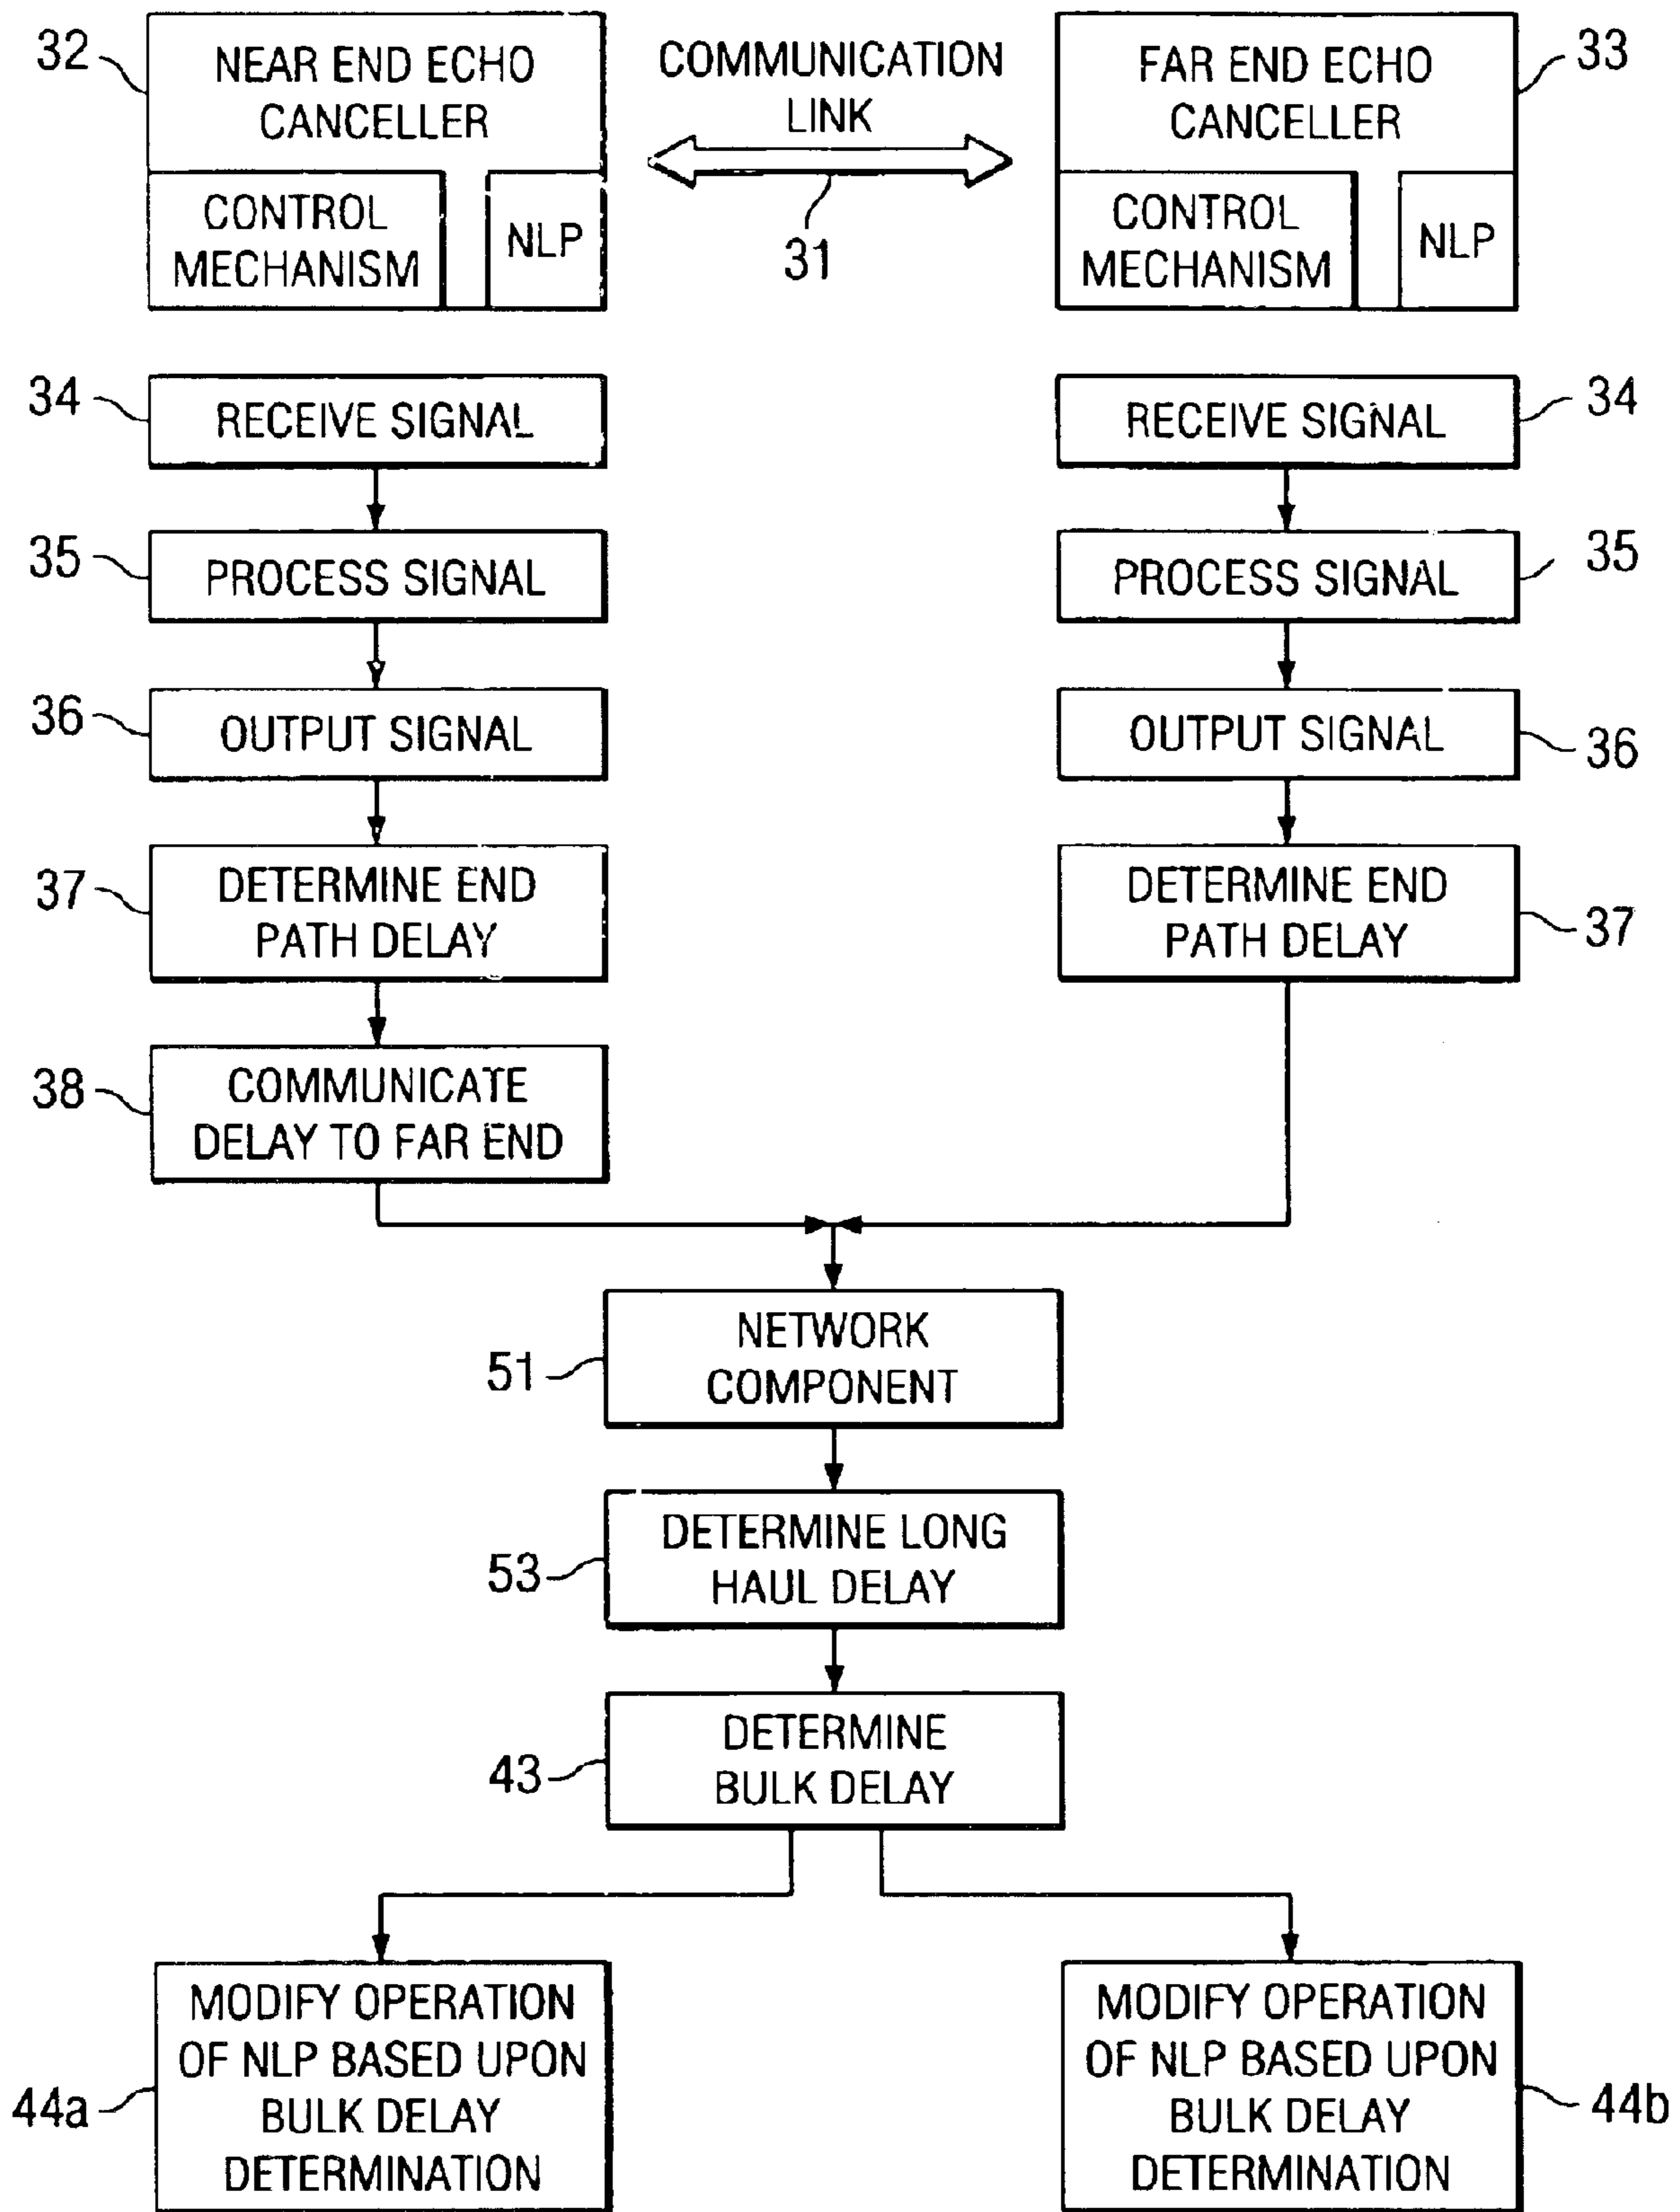 32
NEAR END ECHO
CANCELLER
CONTROL
MECHANISM
NLP
COMMUNICATION
LINK
31
FAR END ECHO
CANCELLER
33
CONTROL
MECHANISM
NLP
34
RECEIVE SIGNAL
RECEIVE SIGNAL
34
35
PROCESS SIGNAL
PROCESS SIGNAL
35
36
OUTPUT SIGNAL
OUTPUT SIGNAL
36
37
DETERMINE END
PATH DELAY
DETERMINE END
PATH DELAY
37
38
COMMUNICATE
DELAY TO FAR END
51
NETWORK
COMPONENT
53
DETERMINE LONG
HAUL DELAY
43
DETERMINE
BULK DELAY
44a
MODIFY OPERATION
OF NLP BASED UPON
BULK DELAY
DETERMINATION
MODIFY OPERATION
OF NLP BASED UPON
BULK DELAY
DETERMINATION
44b